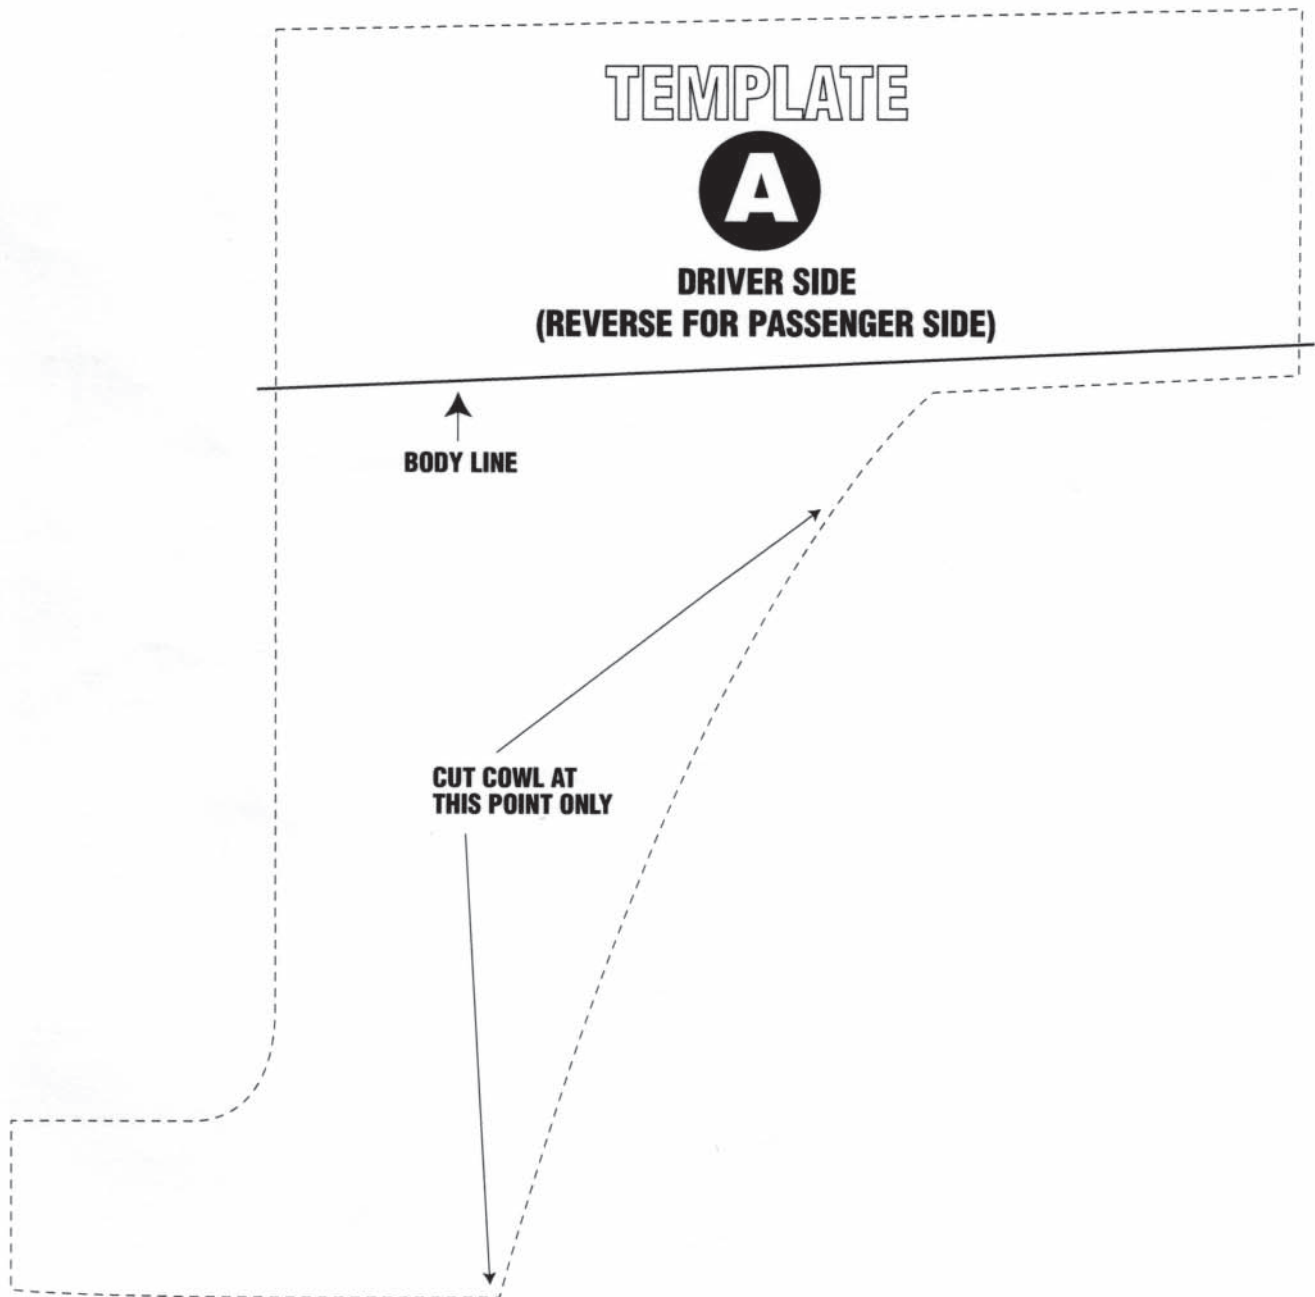 TEMPLATE
A
DRIVER SIDE
(REVERSE FOR PASSENGER SIDE)
BODY LINE
CUT COWL AT
THIS POINT ONLY